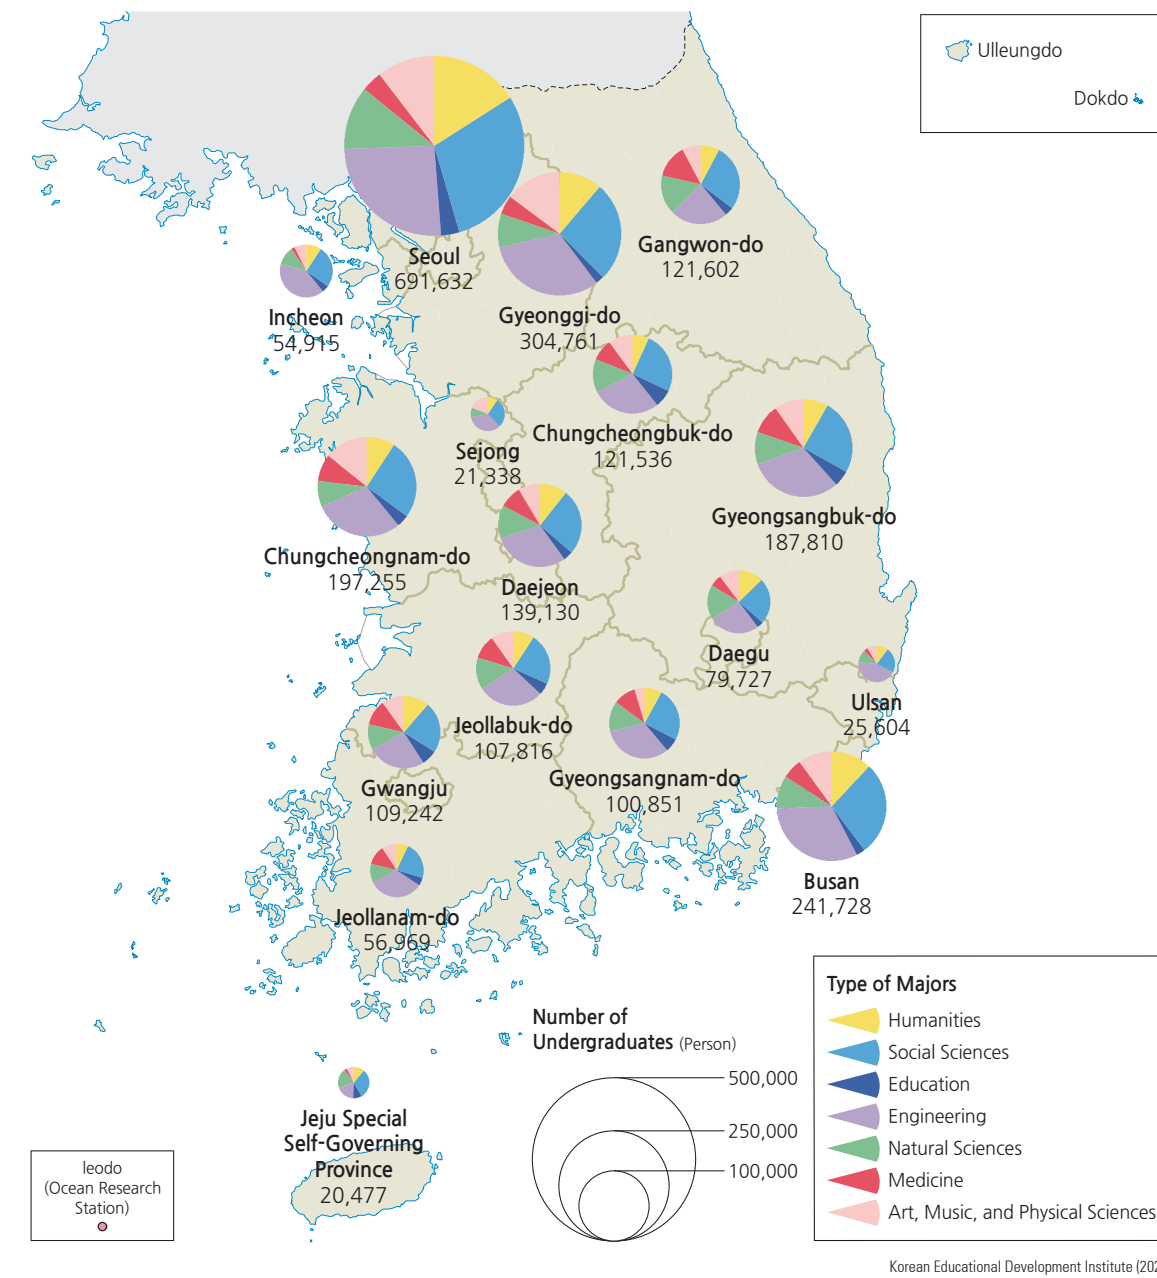 Ulleungdo
Dokdo
Seoul
691,632
Gangwon-do
121,602
Incheon
54,915
Gyeonggi-do
304,761
Chungcheongbuk-do
121,536
Sejong
21,338
Gyeongsangbuk-do
187,810
Chungcheongnam-do
197,255
Daejeon
139,130
Daegu
79,727
Ulsan
25,604
Jeollabuk-do
107,816
Gwangju
109,242
Gyeongsangnam-do
100,851
Busan
241,728
Jeollanam-do
56,969
Jeju Special
Self-Governing
Province
20,477
Ieodo
(Ocean Research
Station)
Number of
Undergraduates (Person)
500,000
250,000
100,000
Type of Majors
Humanities
Social Sciences
Education
Engineering
Natural Sciences
Medicine
Art, Music, and Physical Sciences
Korean Educational Development Institute (202